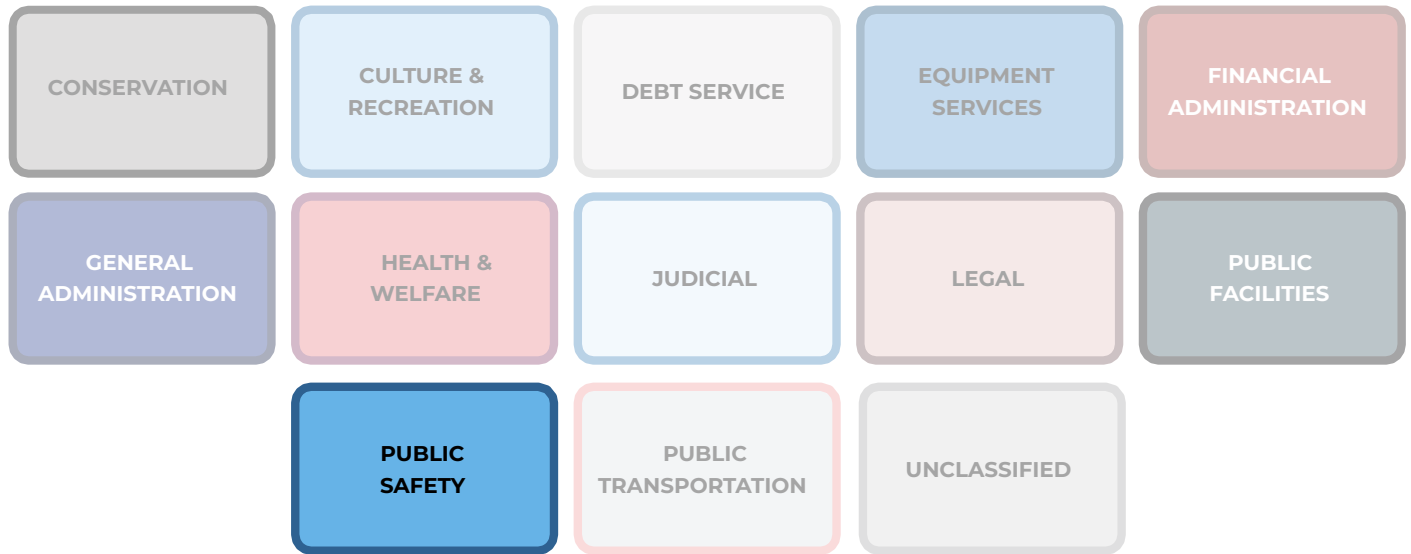 CONSERVATION
CULTURE &
RECREATION
DEBT SERVICE
EQUIPMENT
SERVICES
FINANCIAL
ADMINISTRATION
GENERAL
ADMINISTRATION
HEALTH &
WELFARE
JUDICIAL
LEGAL
PUBLIC
FACILITIES
PUBLIC
SAFETY
PUBLIC
TRANSPORTATION
UNCLASSIFIED